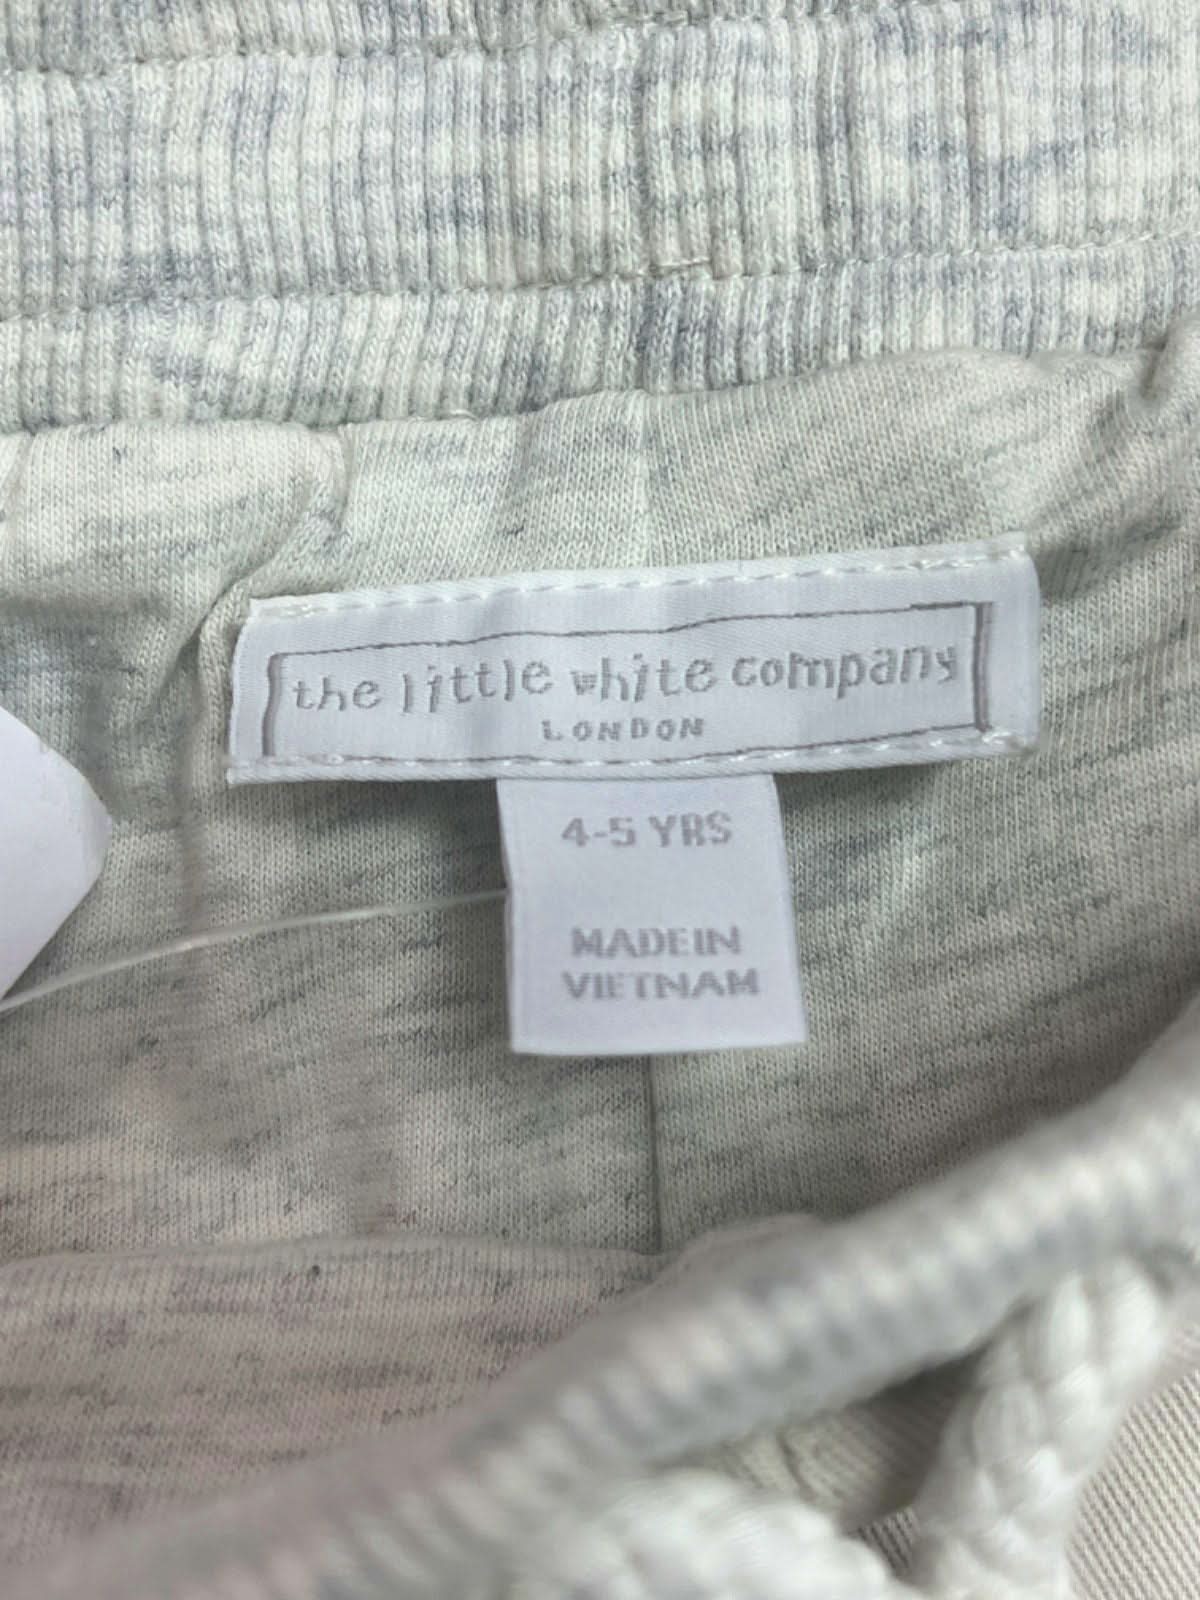 the little white company
LONDON
4-5 YRS
MADE IN
VIETNAM